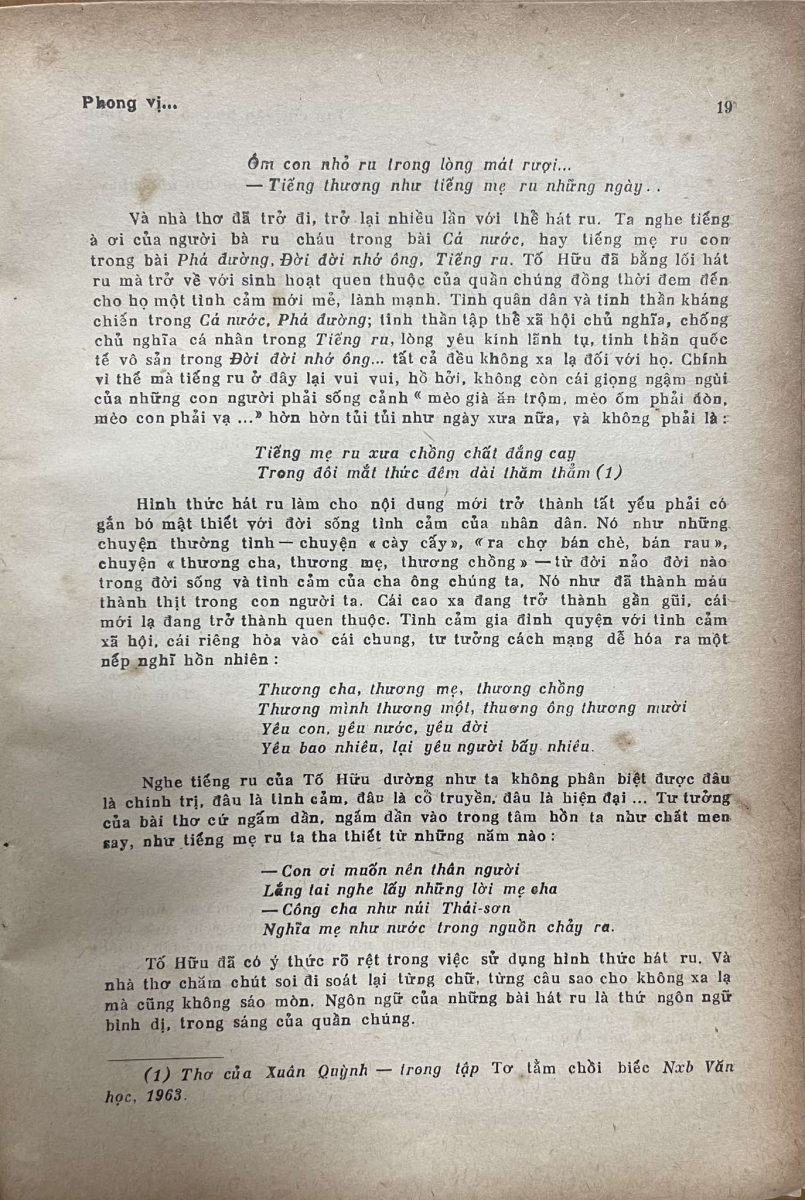 Phong vị...
19
Ôm con nhỏ ru trong lòng mát rượi...
— Tiếng thương như tiếng mẹ ru những ngày..
Và nhà thơ đã trở đi, trở lại nhiều lần với thể hát ru. Ta nghe tiếng
à ơi của người bà ru cháu trong bài Cá nước, hay tiếng mẹ ru con
trong bài Phá đường, Đời đời nhớ ông, Tiếng ru. Tố Hữu đã bằng lối hát
ru mà trở về với sinh hoạt quen thuộc của quần chúng đồng thời đem đến
cho họ một tình cảm mới mẻ, lành mạnh. Tình quân dân và tinh thần kháng
chiến trong Cá nước, Phá đường; tinh thần tập thể xã hội chủ nghĩa, chống
chủ nghĩa cá nhân trong Tiếng ru, lòng yêu kính lãnh tụ, tinh thần quốc
tế vô sản trong Đời đời nhớ ông... tất cả đều không xa lạ đối với họ. Chính
vì thế mà tiếng ru ở đây lại vui vui, hồ hởi, không còn cái giọng ngậm ngùi
của những con người phải sống cảnh « mèo già ăn trộm, mèo ốm phải đòn,
mèo con phải vạ ...» hờn hờn tủi tủi như ngày xưa nữa, và không phải là :
Tiếng mẹ ru xưa chồng chất đắng cay
Trong đôi mắt thức đêm dài thăm thẳm (1)
Hình thức hát ru làm cho nội dung mới trở thành tất yếu phải có
gắn bó mật thiết với đời sống tình cảm của nhân dân. Nó như những
chuyện thường tình — chuyện « cày cấy», «ra chợ bán chè, bán rau»,
chuyện « thương cha, thương mẹ, thương chồng » — từ đời nảo đời nào
trong đời sống và tình cảm của cha ông chúng ta. Nó như đã thành máu
thành thịt trong con người ta. Cái cao xa đang trở thành gần gũi, cái
mới lạ đang trở thành quen thuộc. Tình cảm gia đình quyện với tình cảm
xã hội, cái riêng hòa vào cái chung, tư tưởng cách mạng dễ hóa ra một
nếp nghĩ hồn nhiên :
Thương cha, thương mẹ, thương chồng
Thương mình thương một, thương ông thương mười
Yêu con, yêu nước, yêu đời
Yêu bao nhiêu, lại yêu người bấy nhiêu.
Nghe tiếng ru của Tố Hữu dường như ta không phân biệt được đâu
là chính trị, đâu là tình cảm, đâu là cổ truyền, đâu là hiện đại ... Tư tưởng
của bài thơ cứ ngấm dần, ngấm dần vào trong tâm hồn ta như chất men
say, như tiếng mẹ ru ta tha thiết từ những năm nào :
— Con ơi muốn nên thân người
Lắng tai nghe lấy những lời mẹ cha
— Công cha như núi Thái-sơn
Nghĩa mẹ như nước trong nguồn chảy ra.
Tố Hữu đã có ý thức rõ rệt trong việc sử dụng hình thức hát ru. Và
nhà thơ chăm chút soi đi soát lại từng chữ, từng câu sao cho không xa lạ
mà cũng không sáo mòn. Ngôn ngữ của những bài hát ru là thứ ngôn ngữ
bình dị, trong sáng của quần chúng.
(1) Thơ của Xuân Quỳnh — trong tập Tơ tằm chồi biếc Nxb Văn
học, 1963.